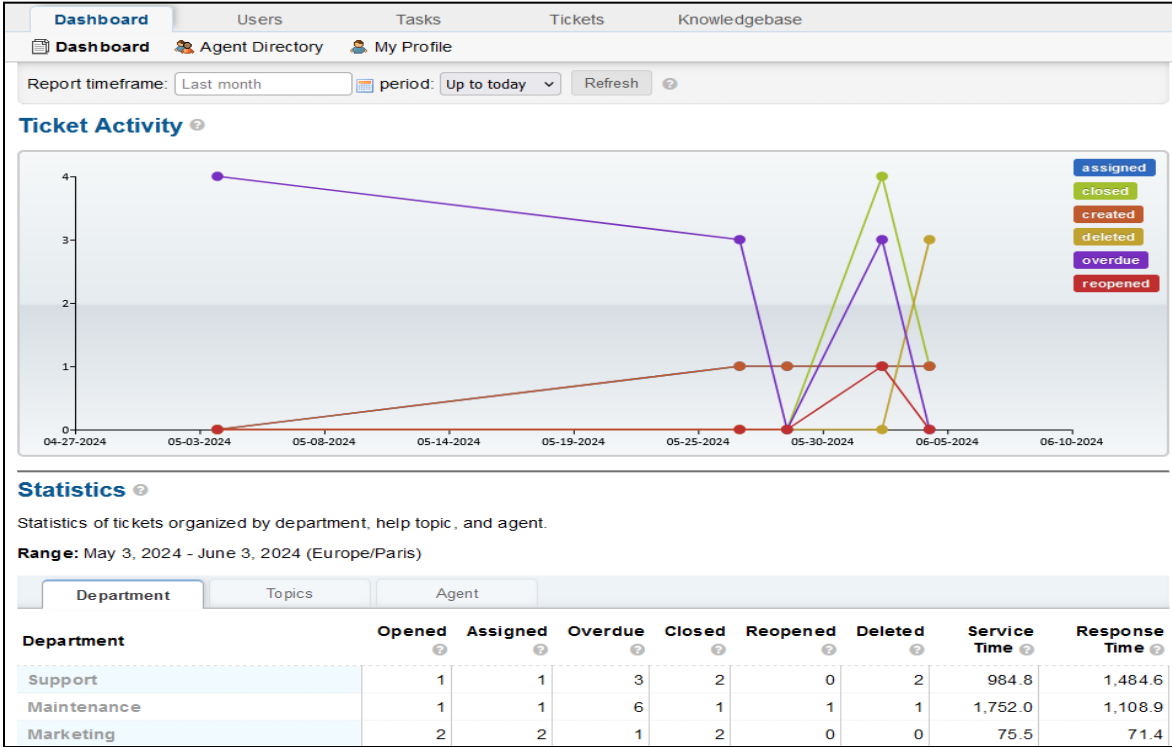 Dashboard Users Tasks Tickets Knowledgebase
Dashboard Agent Directory My Profile
Report timeframe: Last month period: Up to today Refresh
Ticket Activity
4
3
2
1
0
04-27-2024 05-03-2024 05-08-2024 05-14-2024 05-19-2024 05-25-2024 05-30-2024 06-05-2024 06-10-2024
assigned
closed
created
deleted
overdue
reopened
Statistics
Statistics of tickets organized by department, help topic, and agent.
Range: May 3, 2024 - June 3, 2024 (Europe/Paris)
Department Topics Agent
Department Opened Assigned Overdue Closed Reopened Deleted Service Time Response Time
Support 1 1 3 2 0 2 984.8 1,484.6
Maintenance 1 1 6 1 1 1 1,752.0 1,108.9
Marketing 2 2 1 2 0 0 75.5 71.4